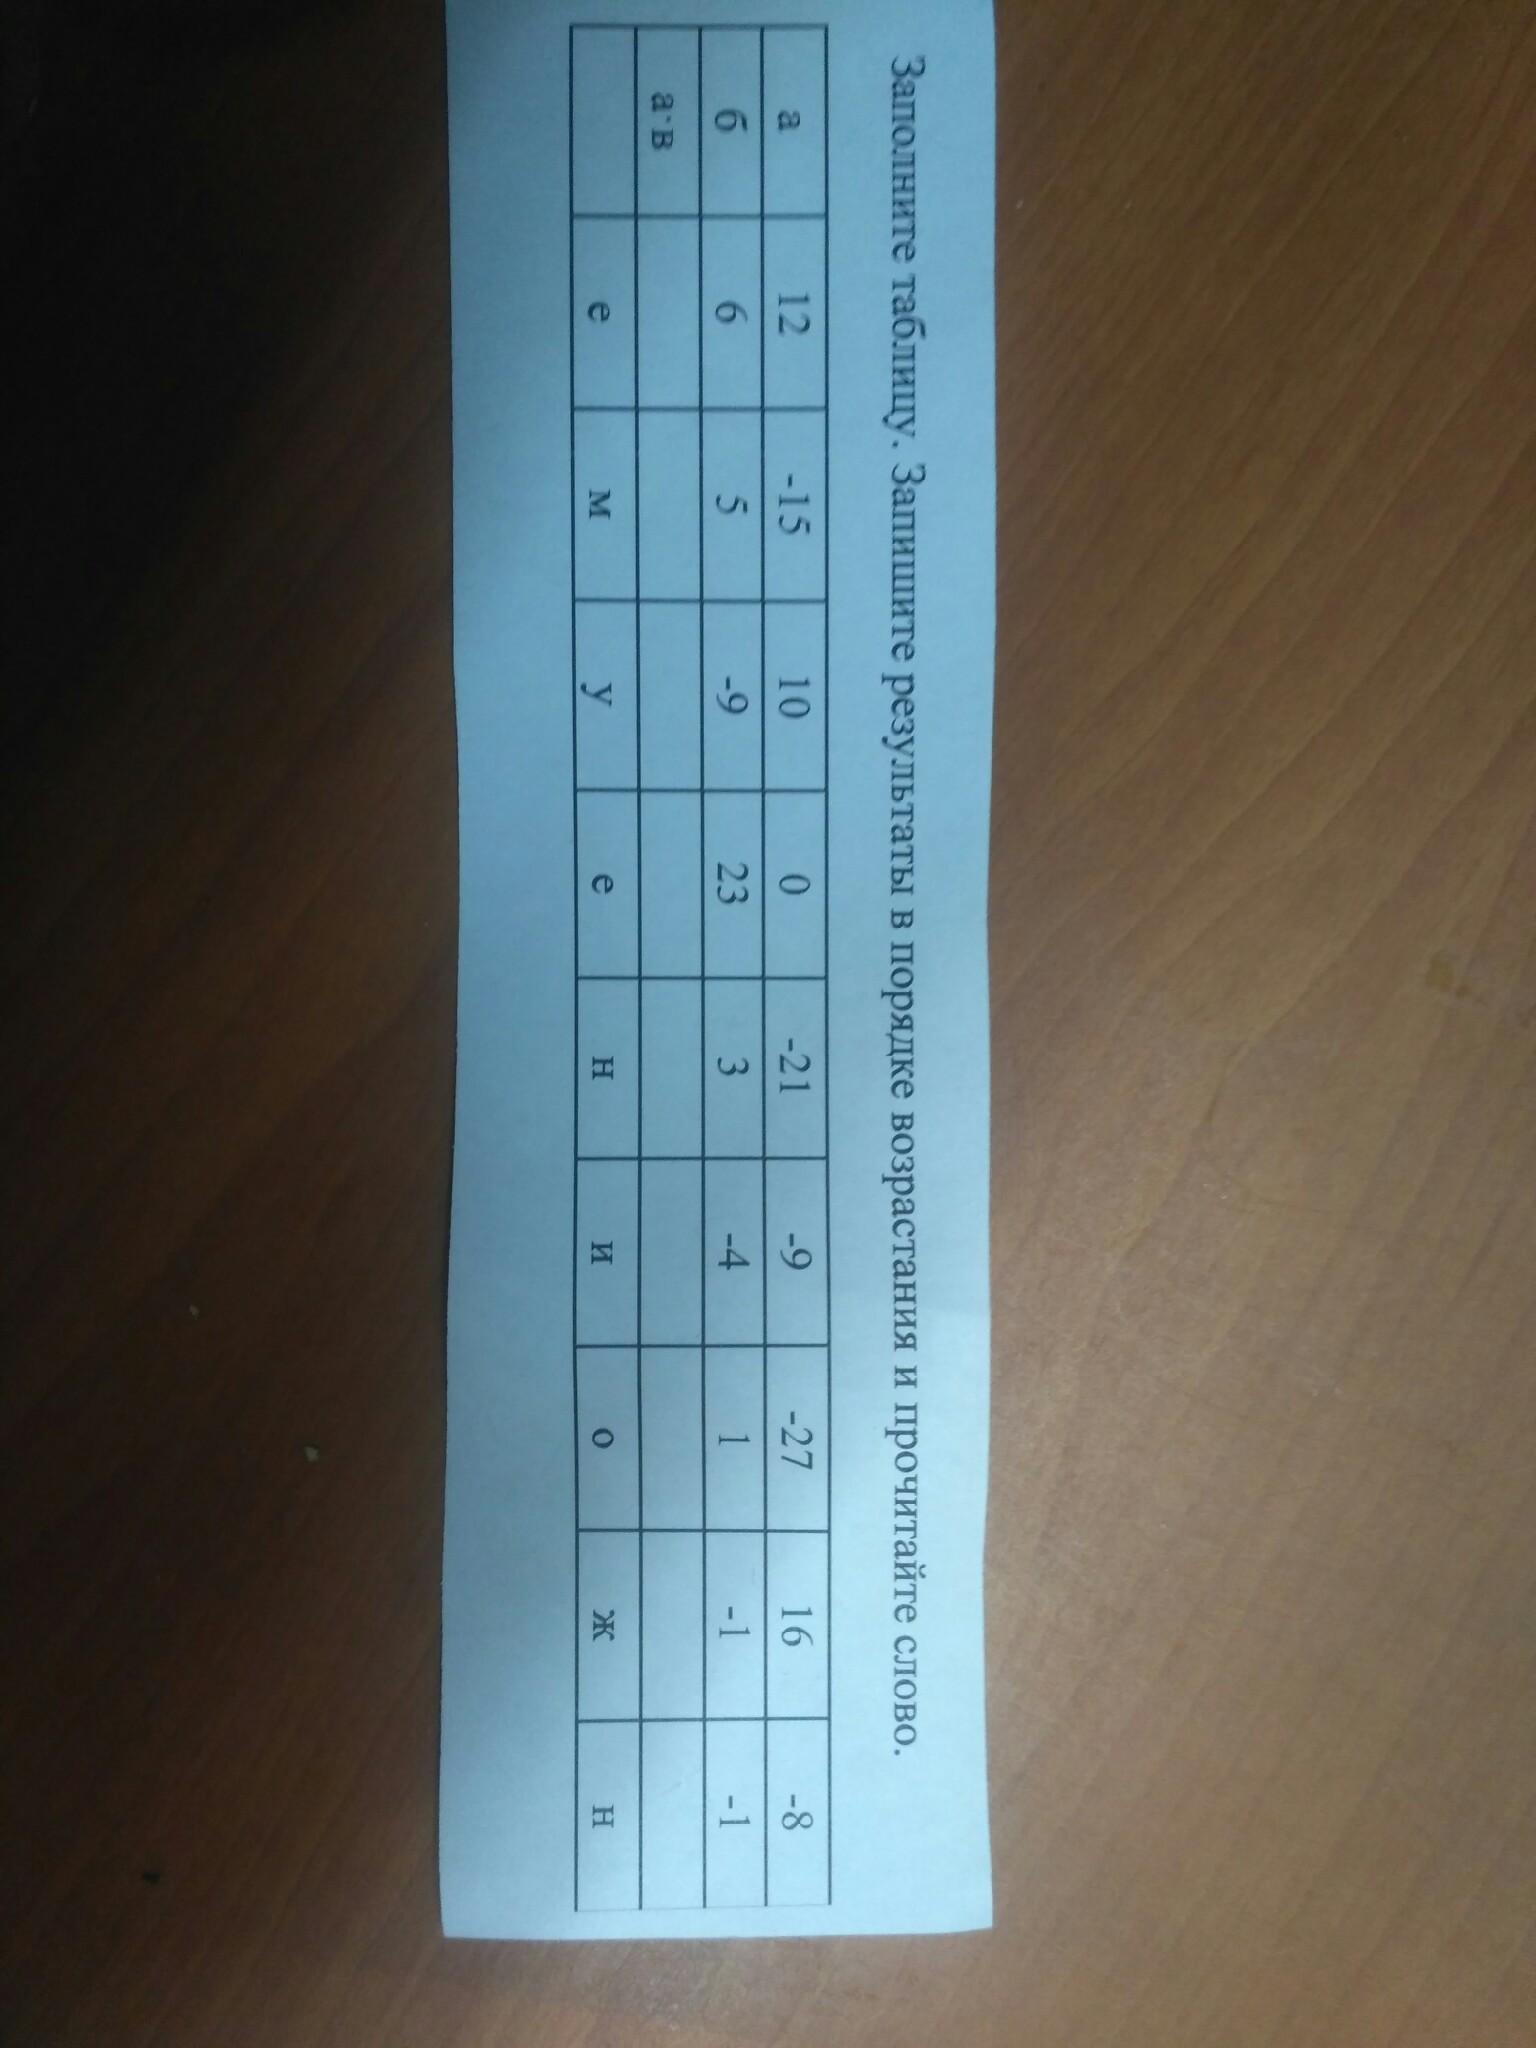 Заполните таблицу. Запишите результаты в порядке возрастания и прочитайте слово.
а 12 -15 10 0 -21 -9 -27 16 -8
б 6 5 -9 23 3 -4 1 -1 -1
а·в
е м у е н и о ж н